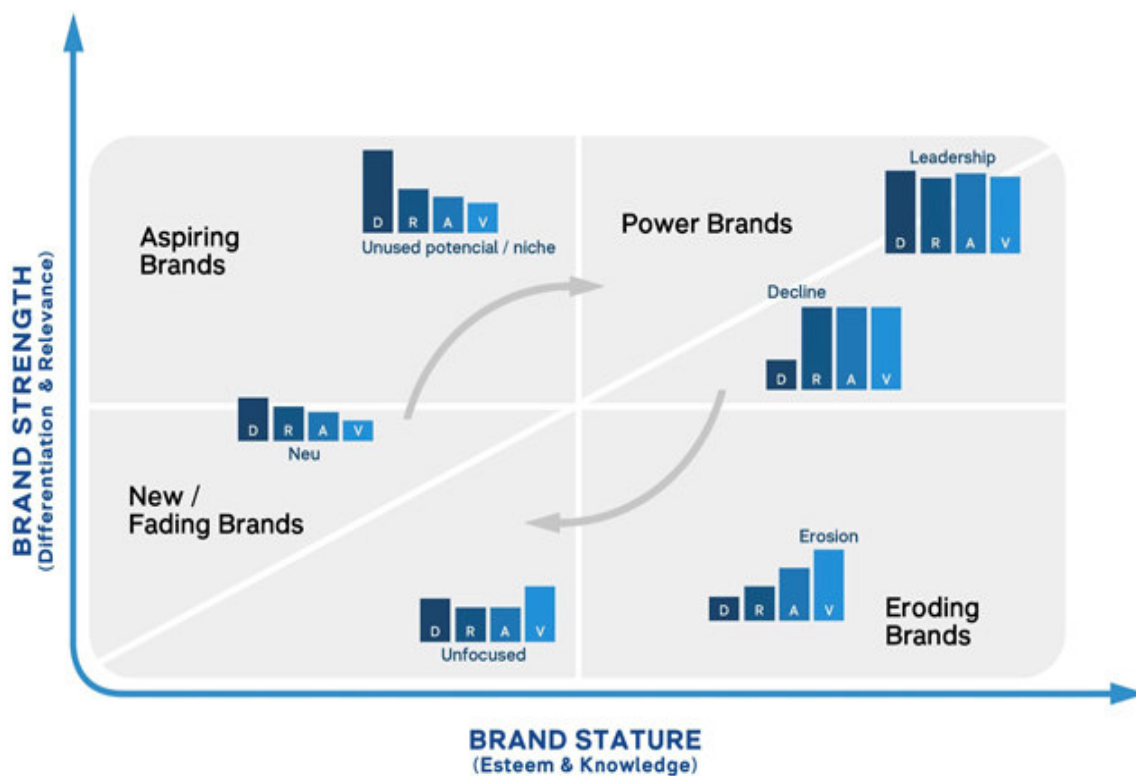 BRAND STRENGTH
(Differentiation & Relevance)
Aspiring
Brands
D R A V
Unused potencial / niche
Power Brands
Leadership
D R A V
Decline
D R A V
D R A V
Neu
New /
Fading Brands
D R A V
Unfocused
Erosion
D R A V
Eroding
Brands
BRAND STATURE
(Esteem & Knowledge)